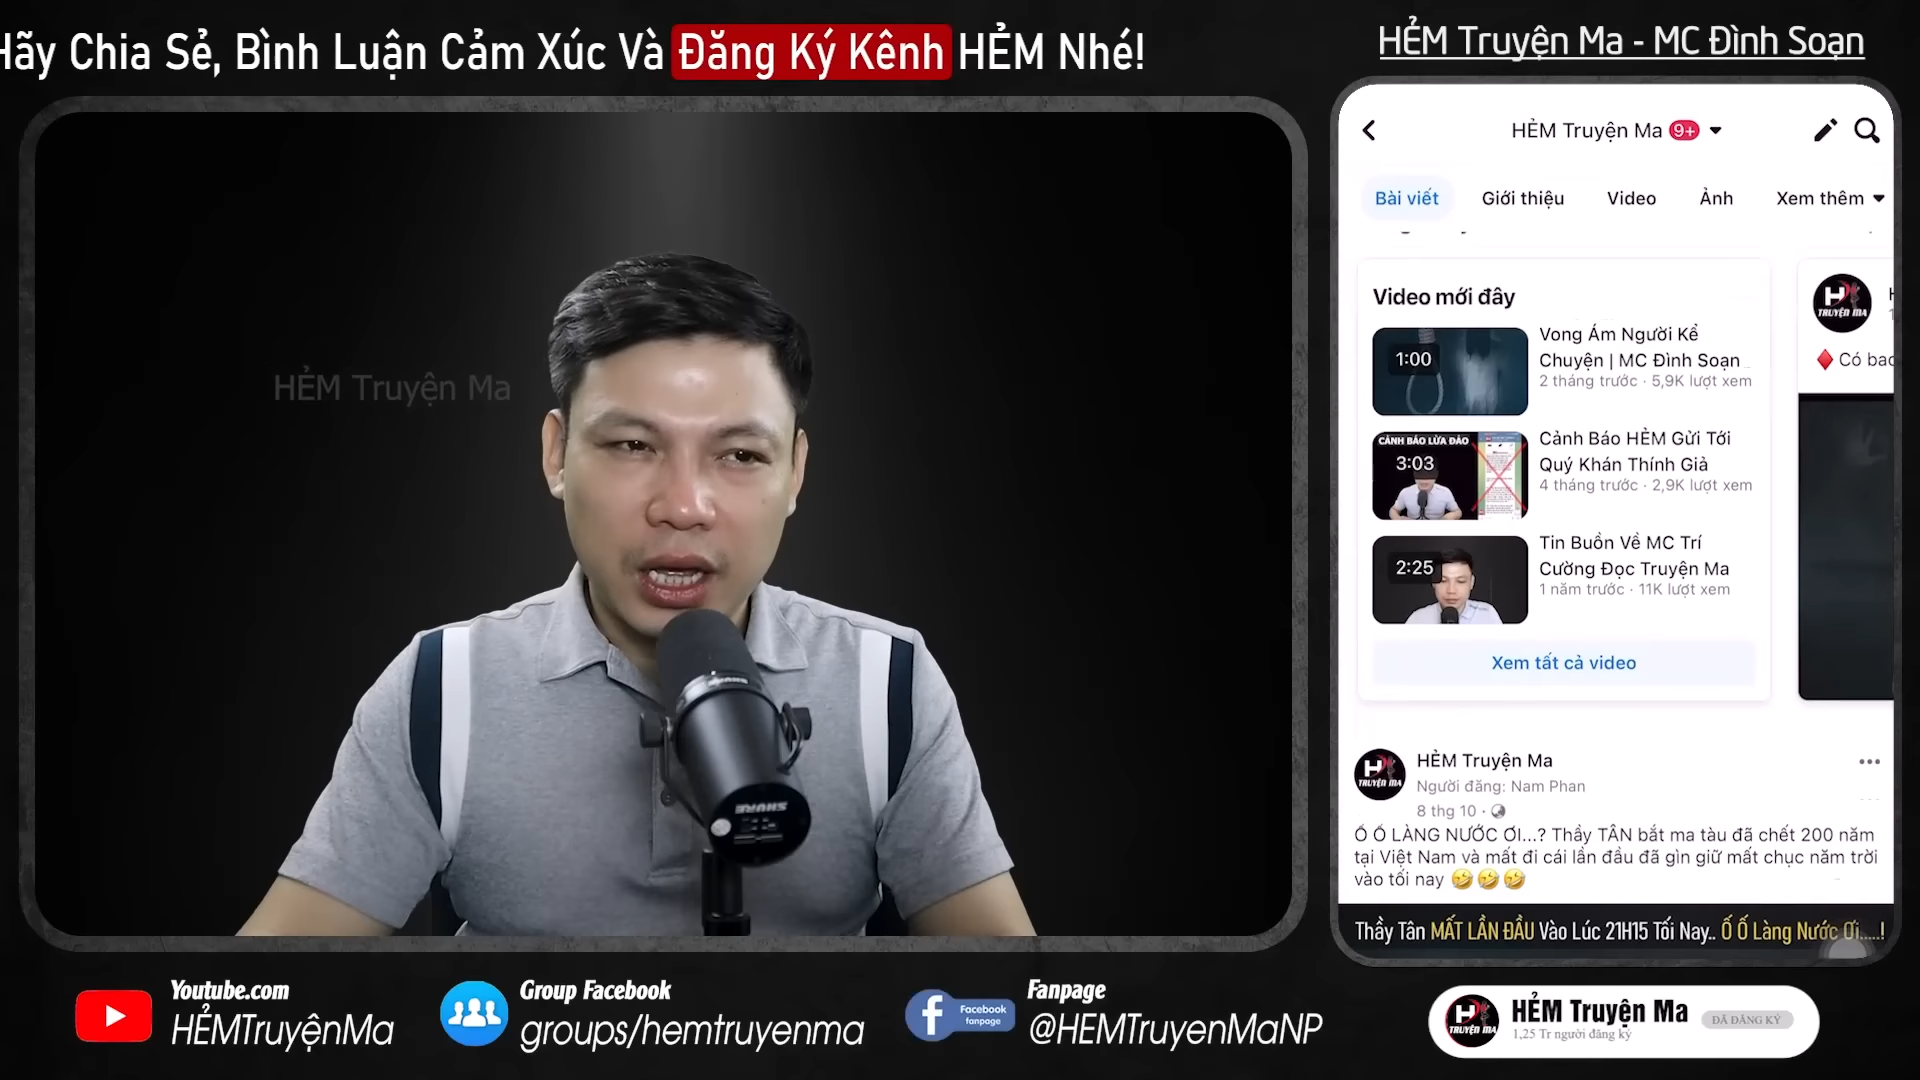 Hãy Chia Sẻ, Bình Luận Cảm Xúc Và Đăng Ký Kênh HẺM Nhé!
HẺM Truyện Ma - MC Đình Soạn
HẺM Truyện Ma
HẺM Truyện Ma 9+
Bài viết Giới thiệu Video Ảnh Xem thêm
Video mới đây
1:00
Vong Ám Người Kể
Chuyện | MC Đình Soạn
2 tháng trước · 5,9K lượt xem
CẢNH BÁO LỪA ĐẢO
3:03
Cảnh Báo HẺM Gửi Tới
Quý Khán Thính Giả
4 tháng trước · 2,9K lượt xem
2:25
Tin Buồn Về MC Trí
Cường Đọc Truyện Ma
1 năm trước · 11K lượt xem
Xem tất cả video
H
TRUYỆN MA
Có bao
SHURE
H
TRUYỆN MA
HẺM Truyện Ma
Người đăng: Nam Phan
8 thg 10
Ố Ố LÀNG NƯỚC ƠI...? Thầy TÂN bắt ma tàu đã chết 200 năm
tại Việt Nam và mất đi cái lần đầu đã gìn giữ mất chục năm trời
vào tối nay 🤣🤣🤣
Thầy Tân MẤT LẦN ĐẦU Vào Lúc 21H15 Tối Nay.. Ố Ố Làng Nước Ơi.....!
Youtube.com
HẺMTruyệnMa
Group Facebook
groups/hemtruyenma
Facebook
fanpage
Fanpage
@HEMTruyenMaNP
H
TRUYỆN MA
HẺM Truyện Ma
1,25 Tr người đăng ký
ĐÃ ĐĂNG KÝ